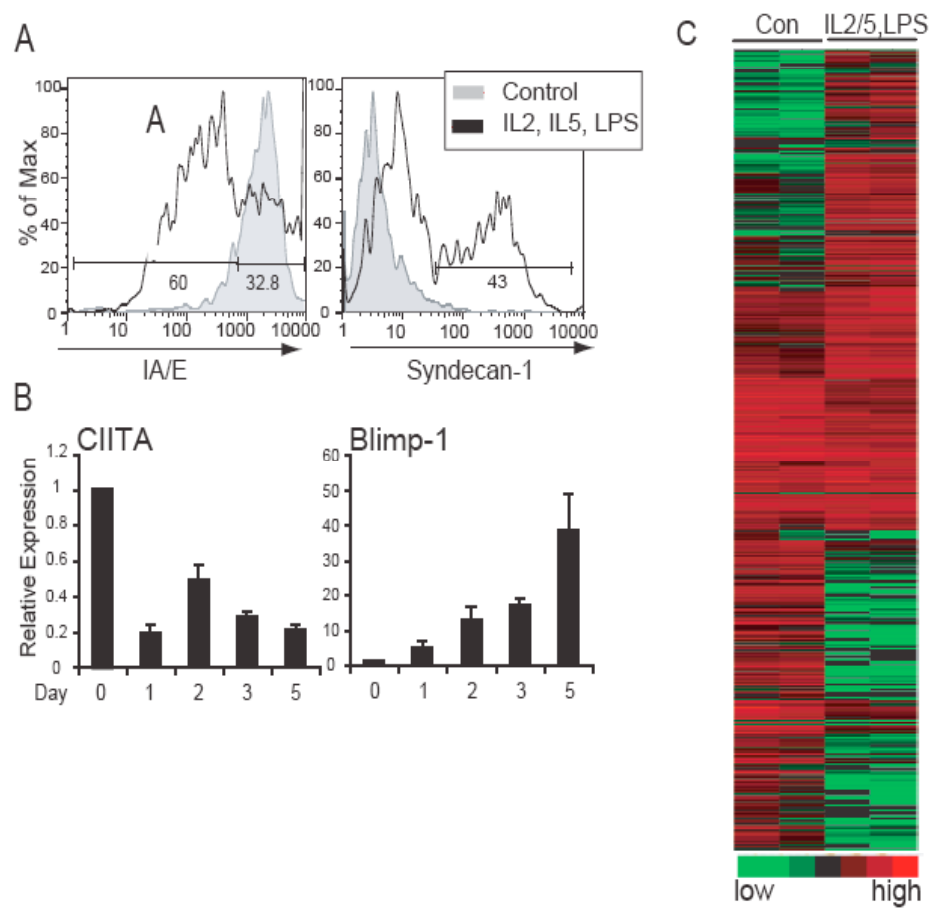 A
C
Con
IL2/5,LPS
A
Control
IL2, IL5, LPS
% of Max
100
80
60
40
20
0
60
32.8
1
10
100
1000
10000
IA/E
100
80
60
40
20
0
43
1
10
100
1000
10000
Syndecan-1
B
CIITA
Relative Expression
1.2
1
0.8
0.6
0.4
0.2
0
Day
0
1
2
3
5
Blimp-1
60
50
40
30
20
10
0
0
1
2
3
5
low
high